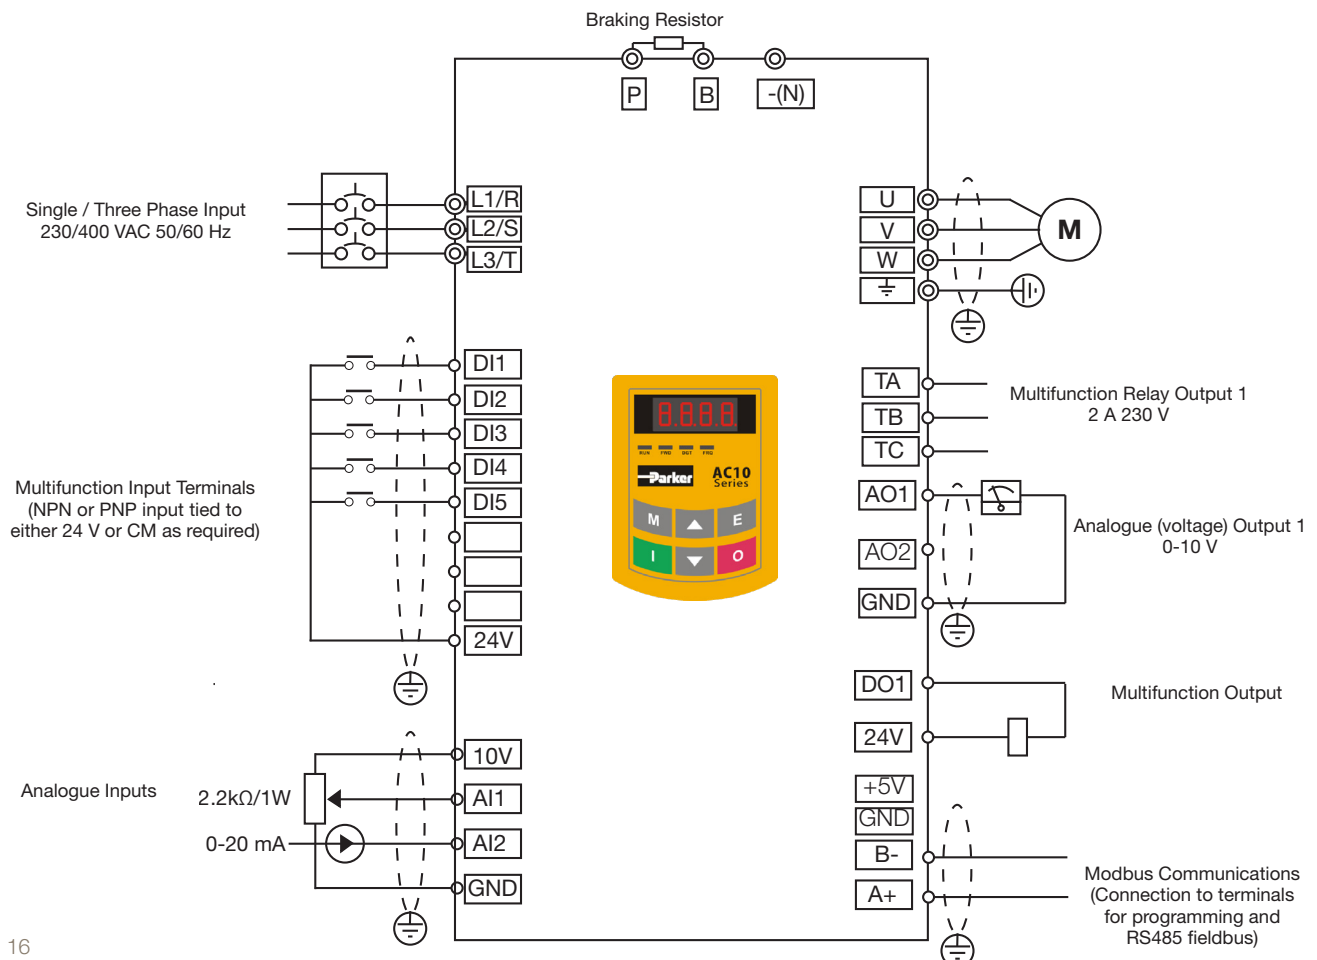 Braking Resistor
P
B
-(N)
Single / Three Phase Input
230/400 VAC 50/60 Hz
L1/R
L2/S
L3/T
U
V
W
M
DI1
DI2
DI3
DI4
DI5
24V
Multifunction Input Terminals
(NPN or PNP input tied to
either 24 V or CM as required)
8.8.8.8
RUN FWD DGT FRQ
Parker
AC10
Series
M
E
I
O
TA
TB
TC
Multifunction Relay Output 1
2 A 230 V
AO1
AO2
GND
Analogue (voltage) Output 1
0-10 V
DO1
24V
Multifunction Output
10V
AI1
AI2
GND
Analogue Inputs
2.2kΩ/1W
0-20 mA
+5V
GND
B-
A+
Modbus Communications
(Connection to terminals
for programming and
RS485 fieldbus)
16